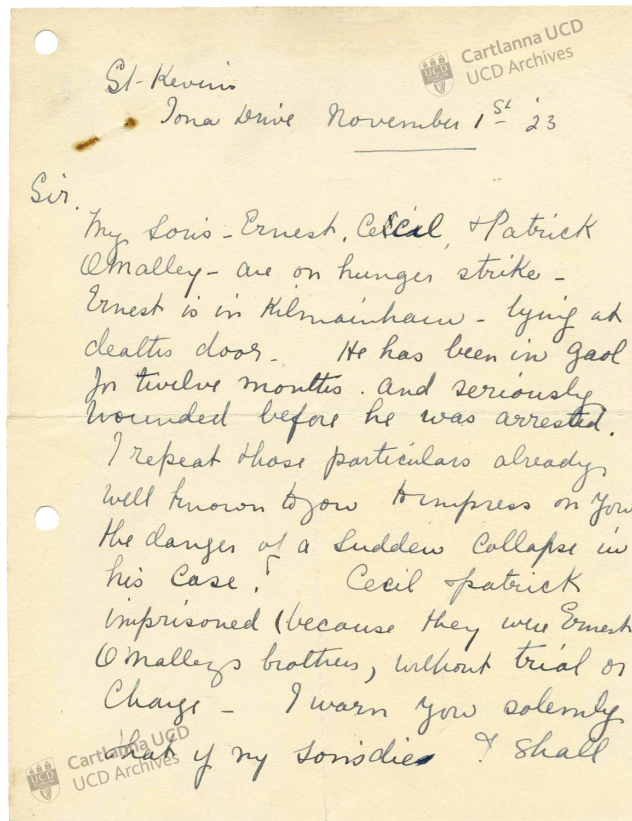 Cartlanna UCD
UCD Archives
St-Kevins
Iona Drive November 1st '23
Sir.
My sons - Ernest, Cecil, & Patrick
OMalley - are on hunger strike -
Ernest is in Kilmainham - lying at
deaths door - He has been in gaol
for twelve months. and seriously
wounded before he was arrested.
I repeat those particulars already
well known to you to impress on you
the danger of a sudden collapse in
his case. Cecil & patrick
imprisoned (because they were Ernest
OMalleys brothers, without trial or
Charge - I warn you solemnly
that if my sons die I shall
Cartlanna UCD
UCD Archives